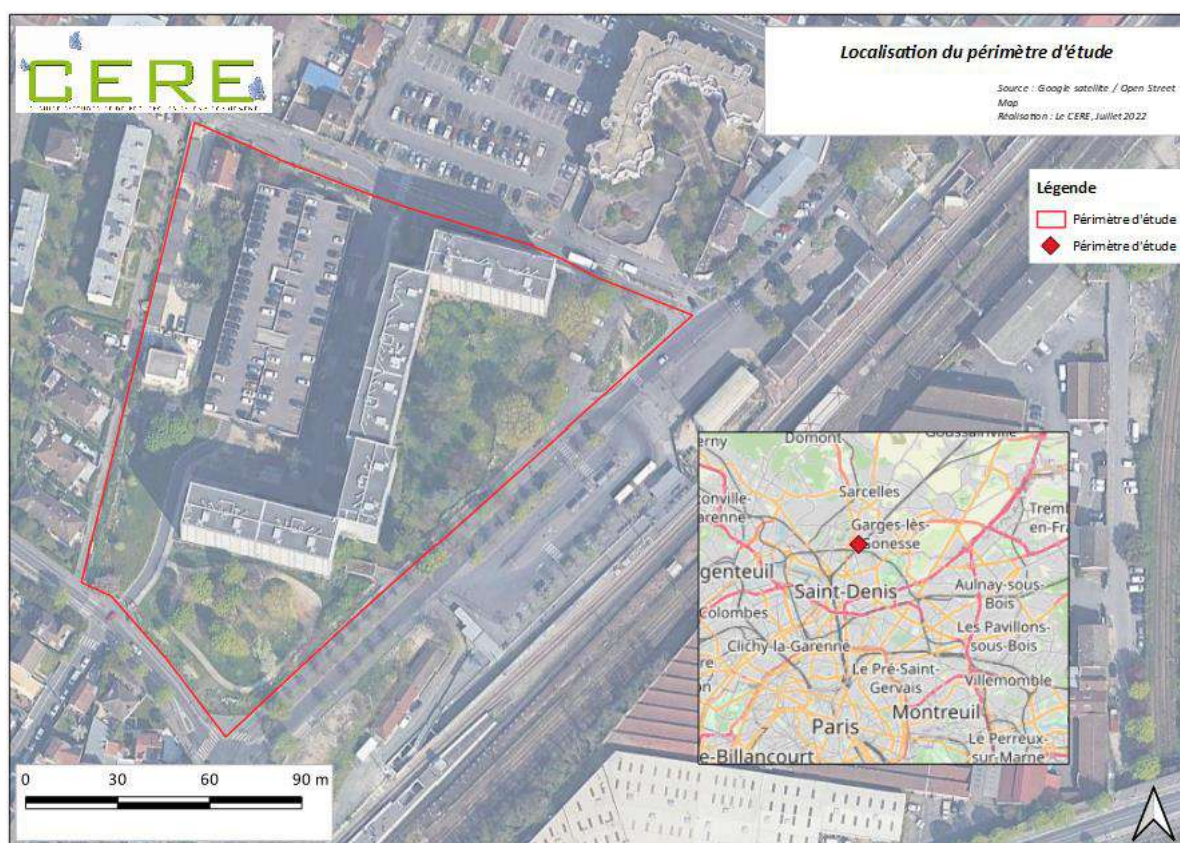 CERE
Localisation du périmètre d'étude
Source : Google satellite / Open Street
Map
Réalisation : Le CERE, Juillet 2022
Légende
Périmètre d'étude
Périmètre d'étude
Domont
Sarcelles
Garges-lès-
Gonesse
Saint-Denis
Aulnay-sous-
Bois
Colombes
Les Pavillons-
sous-Bois
Clichy-la-Garenne
Le Pré-Saint-
Gervais
Villemomble
Paris
Montreuil
Le Perreux-
sur-Marne
e-Billancourt
0 30 60 90 m